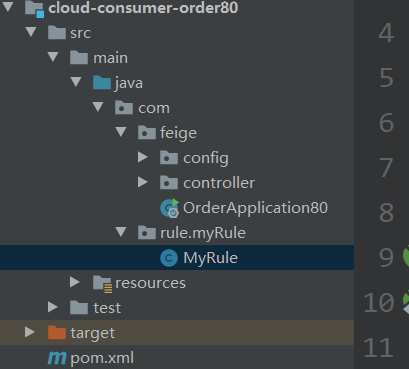 cloud-consumer-order80
src
main
java
com
feige
config
controller
OrderApplication80
rule.myRule
MyRule
resources
test
target
pom.xml
4
5
6
7
8
9
10
11